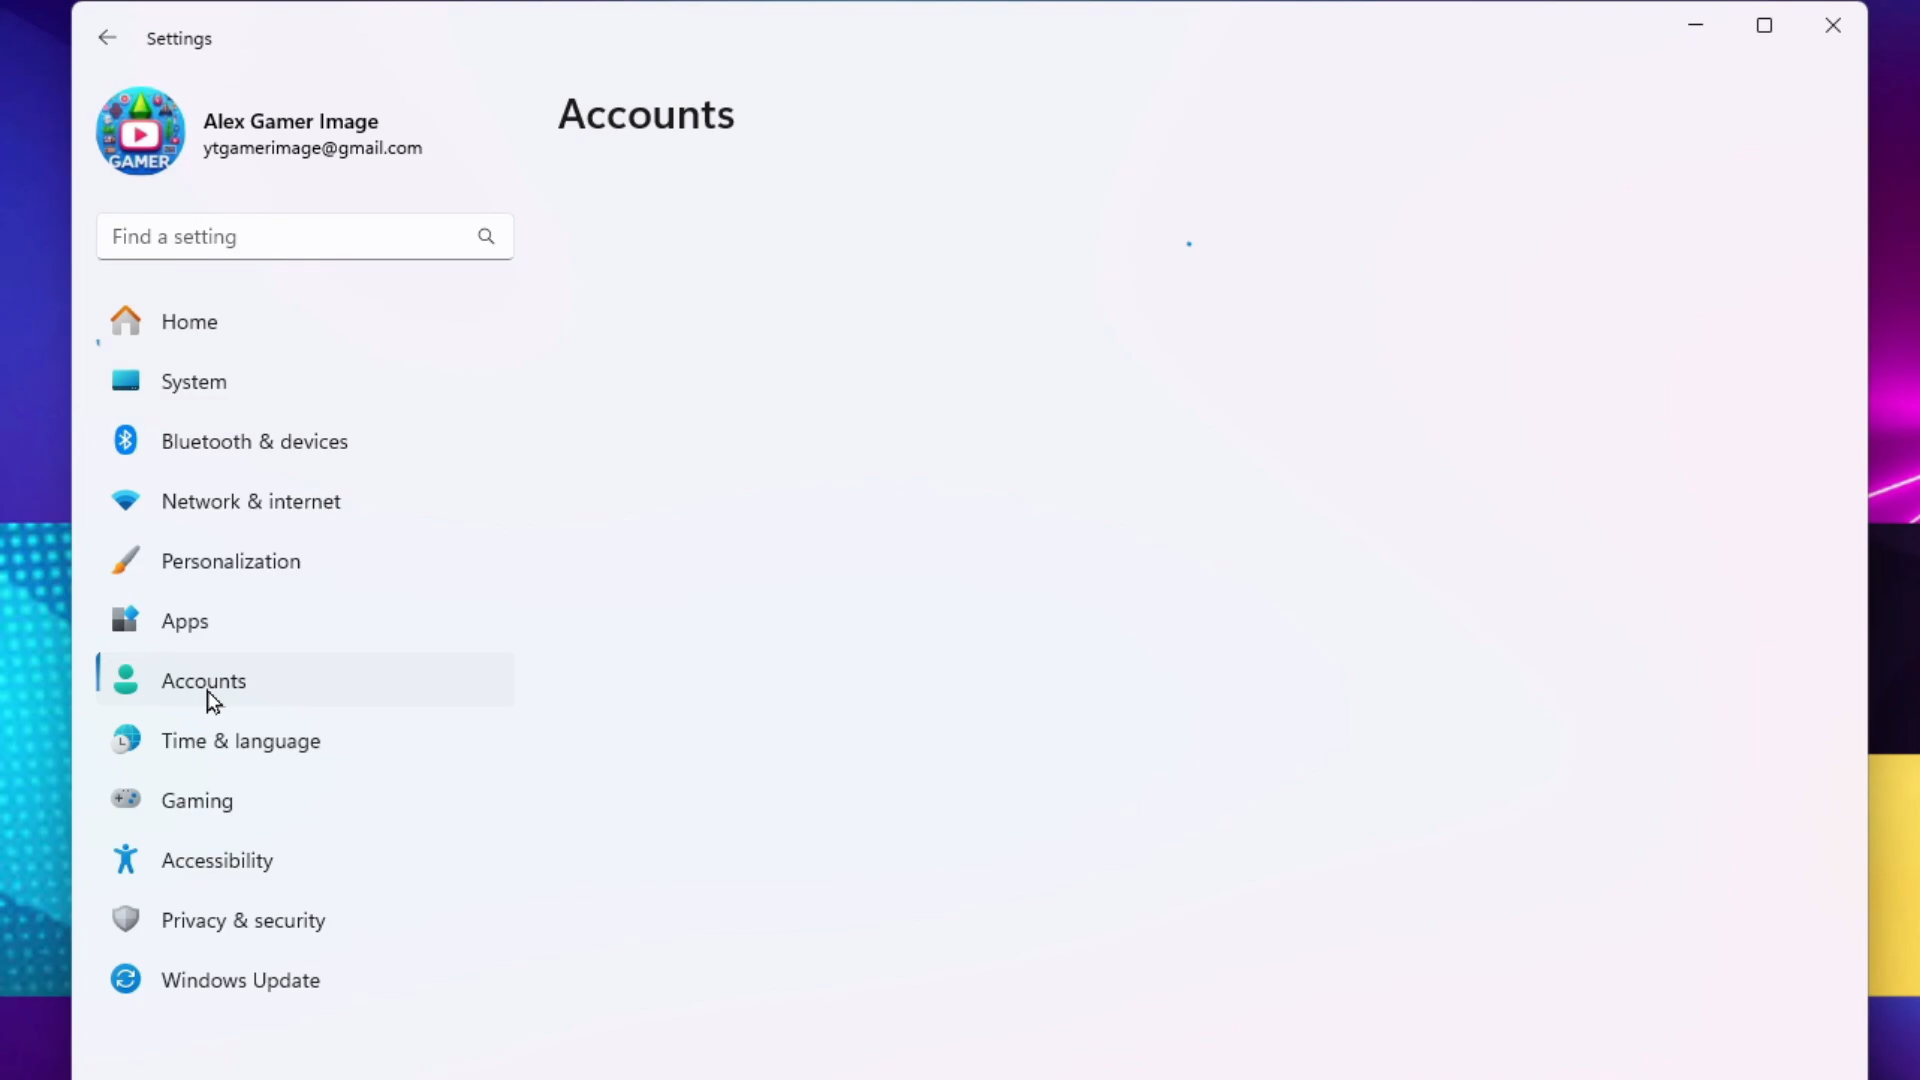 Settings
Alex Gamer Image
ytgamerimage@gmail.com
GAMER
Accounts
Find a setting
Home
System
Bluetooth & devices
Network & internet
Personalization
Apps
Accounts
Time & language
Gaming
Accessibility
Privacy & security
Windows Update